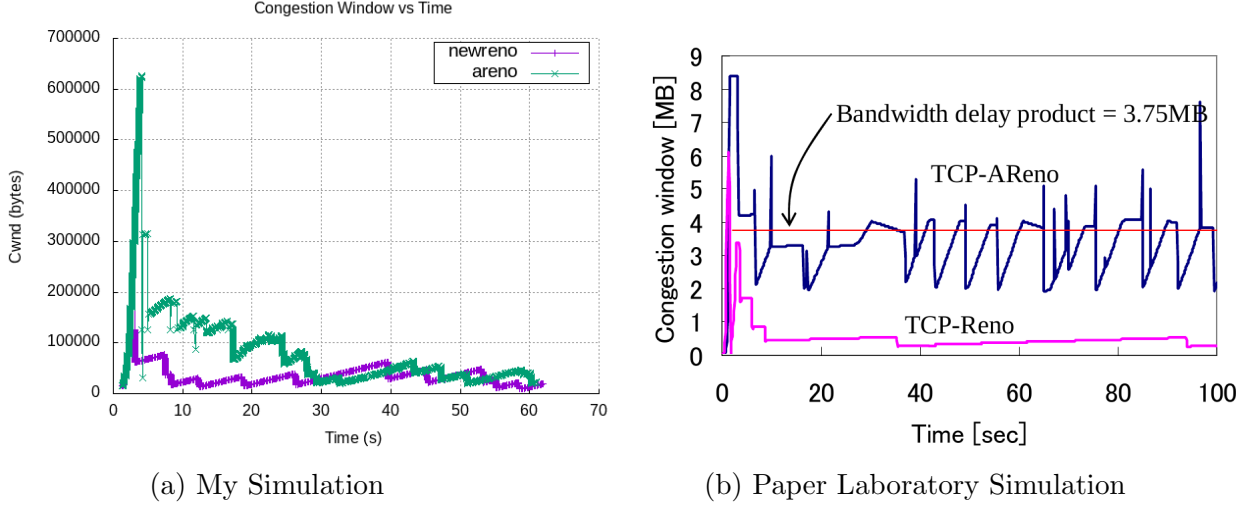 Congestion Window vs Time
700000
600000
500000
400000
300000
200000
100000
0
Cwnd (bytes)
newreno
areno
0 10 20 30 40 50 60 70
Time (s)
(a) My Simulation
9
8
7
6
5
4
3
2
1
0
Congestion window [MB]
Bandwidth delay product = 3.75MB
TCP-AReno
TCP-Reno
0 20 40 60 80 100
Time [sec]
(b) Paper Laboratory Simulation